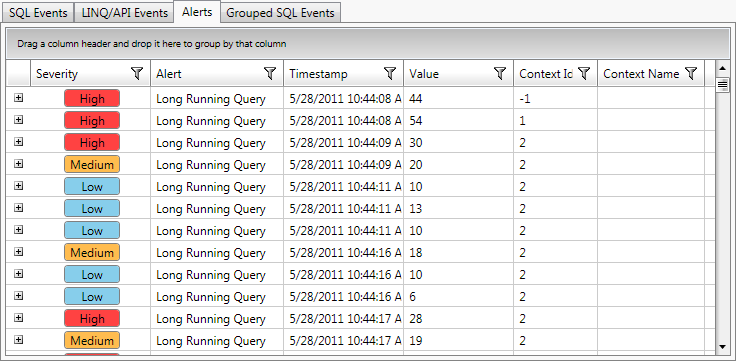 SQL Events LINQ/API Events Alerts Grouped SQL Events
Drag a column header and drop it here to group by that column
Severity Alert Timestamp Value Context Id Context Name
High Long Running Query 5/28/2011 10:44:08 A 44 -1
High Long Running Query 5/28/2011 10:44:08 A 54 1
High Long Running Query 5/28/2011 10:44:09 A 30 2
Medium Long Running Query 5/28/2011 10:44:09 A 20 2
Low Long Running Query 5/28/2011 10:44:11 A 10 2
Low Long Running Query 5/28/2011 10:44:11 A 13 2
Low Long Running Query 5/28/2011 10:44:11 A 10 2
Medium Long Running Query 5/28/2011 10:44:16 A 18 2
Low Long Running Query 5/28/2011 10:44:16 A 10 2
Low Long Running Query 5/28/2011 10:44:16 A 6 2
High Long Running Query 5/28/2011 10:44:17 A 28 2
Medium Long Running Query 5/28/2011 10:44:17 A 19 2